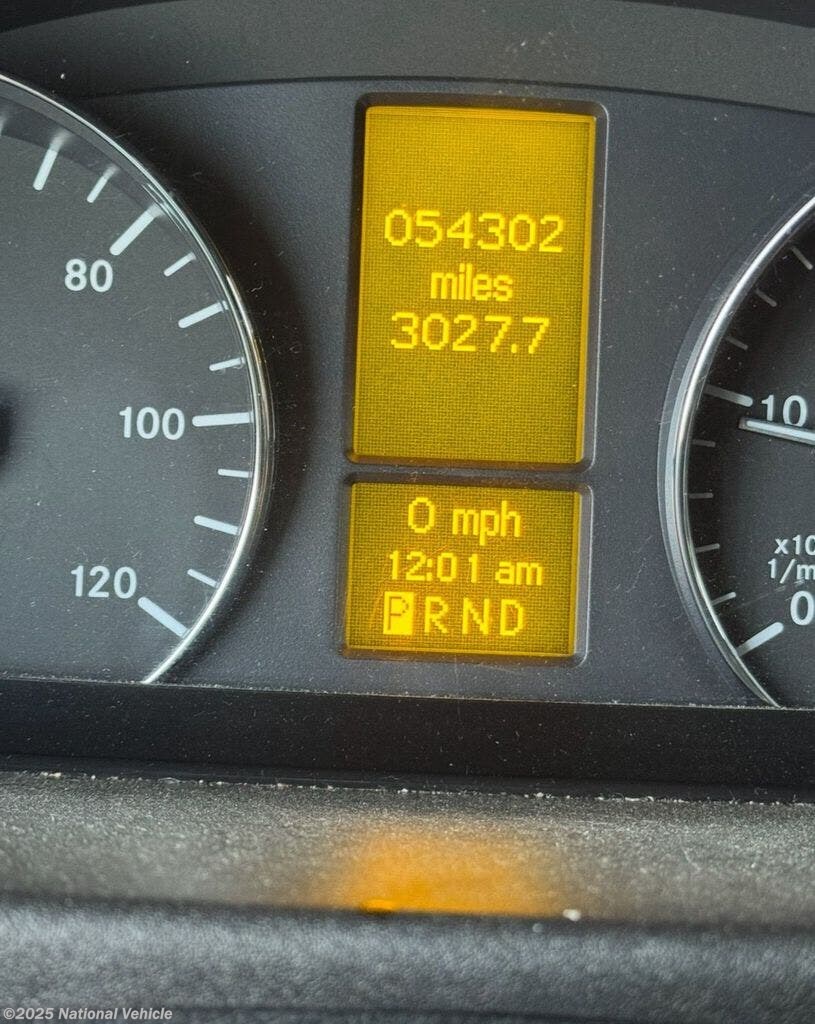 054302
miles
3027.7
80
100
120
10
x10
1/m
0
0 mph
12:01 am
P R N D
©2025 National Vehicle